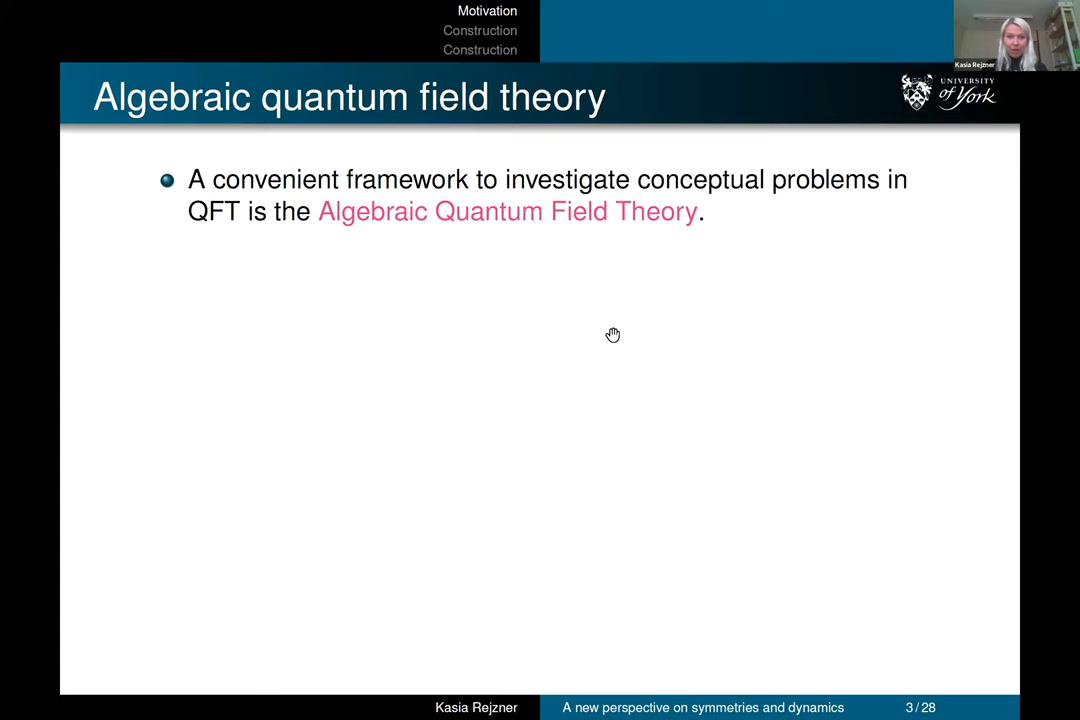 Motivation
Construction
Construction
Kasia Rejzner
Algebraic quantum field theory
UNIVERSITY
of York
A convenient framework to investigate conceptual problems in
QFT is the Algebraic Quantum Field Theory.
Kasia Rejzner
A new perspective on symmetries and dynamics
3 / 28